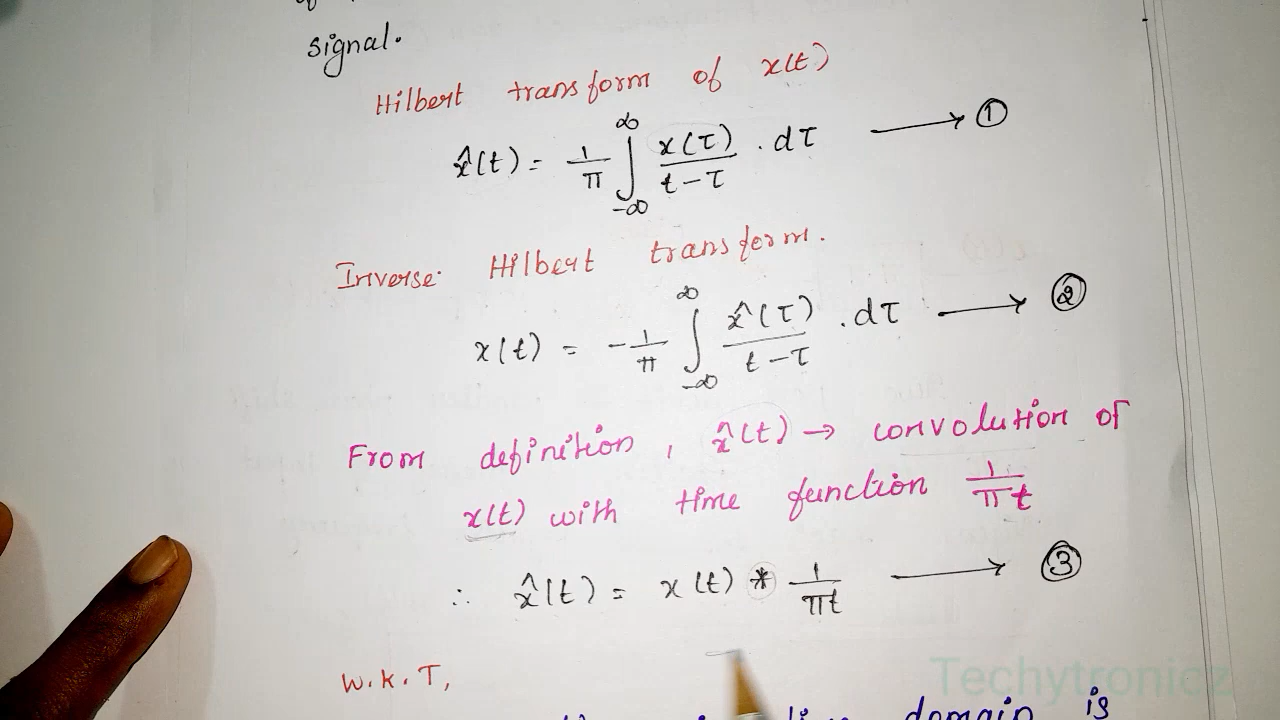 signal.
Hilbert transform of x(t)
x̂(t) = 1/π ∫_{-∞}^{∞} x(τ)/(t-τ) . dτ ⟶ ①
Inverse Hilbert transform.
x(t) = -1/π ∫_{-∞}^{∞} x̂(τ)/(t-τ) . dτ ⟶ ②
From definition, x̂(t) → convolution of
x(t) with time function 1/πt
∴ x̂(t) = x(t) * 1/πt ⟶ ③
W.K.T,
Techytronicz
domain is